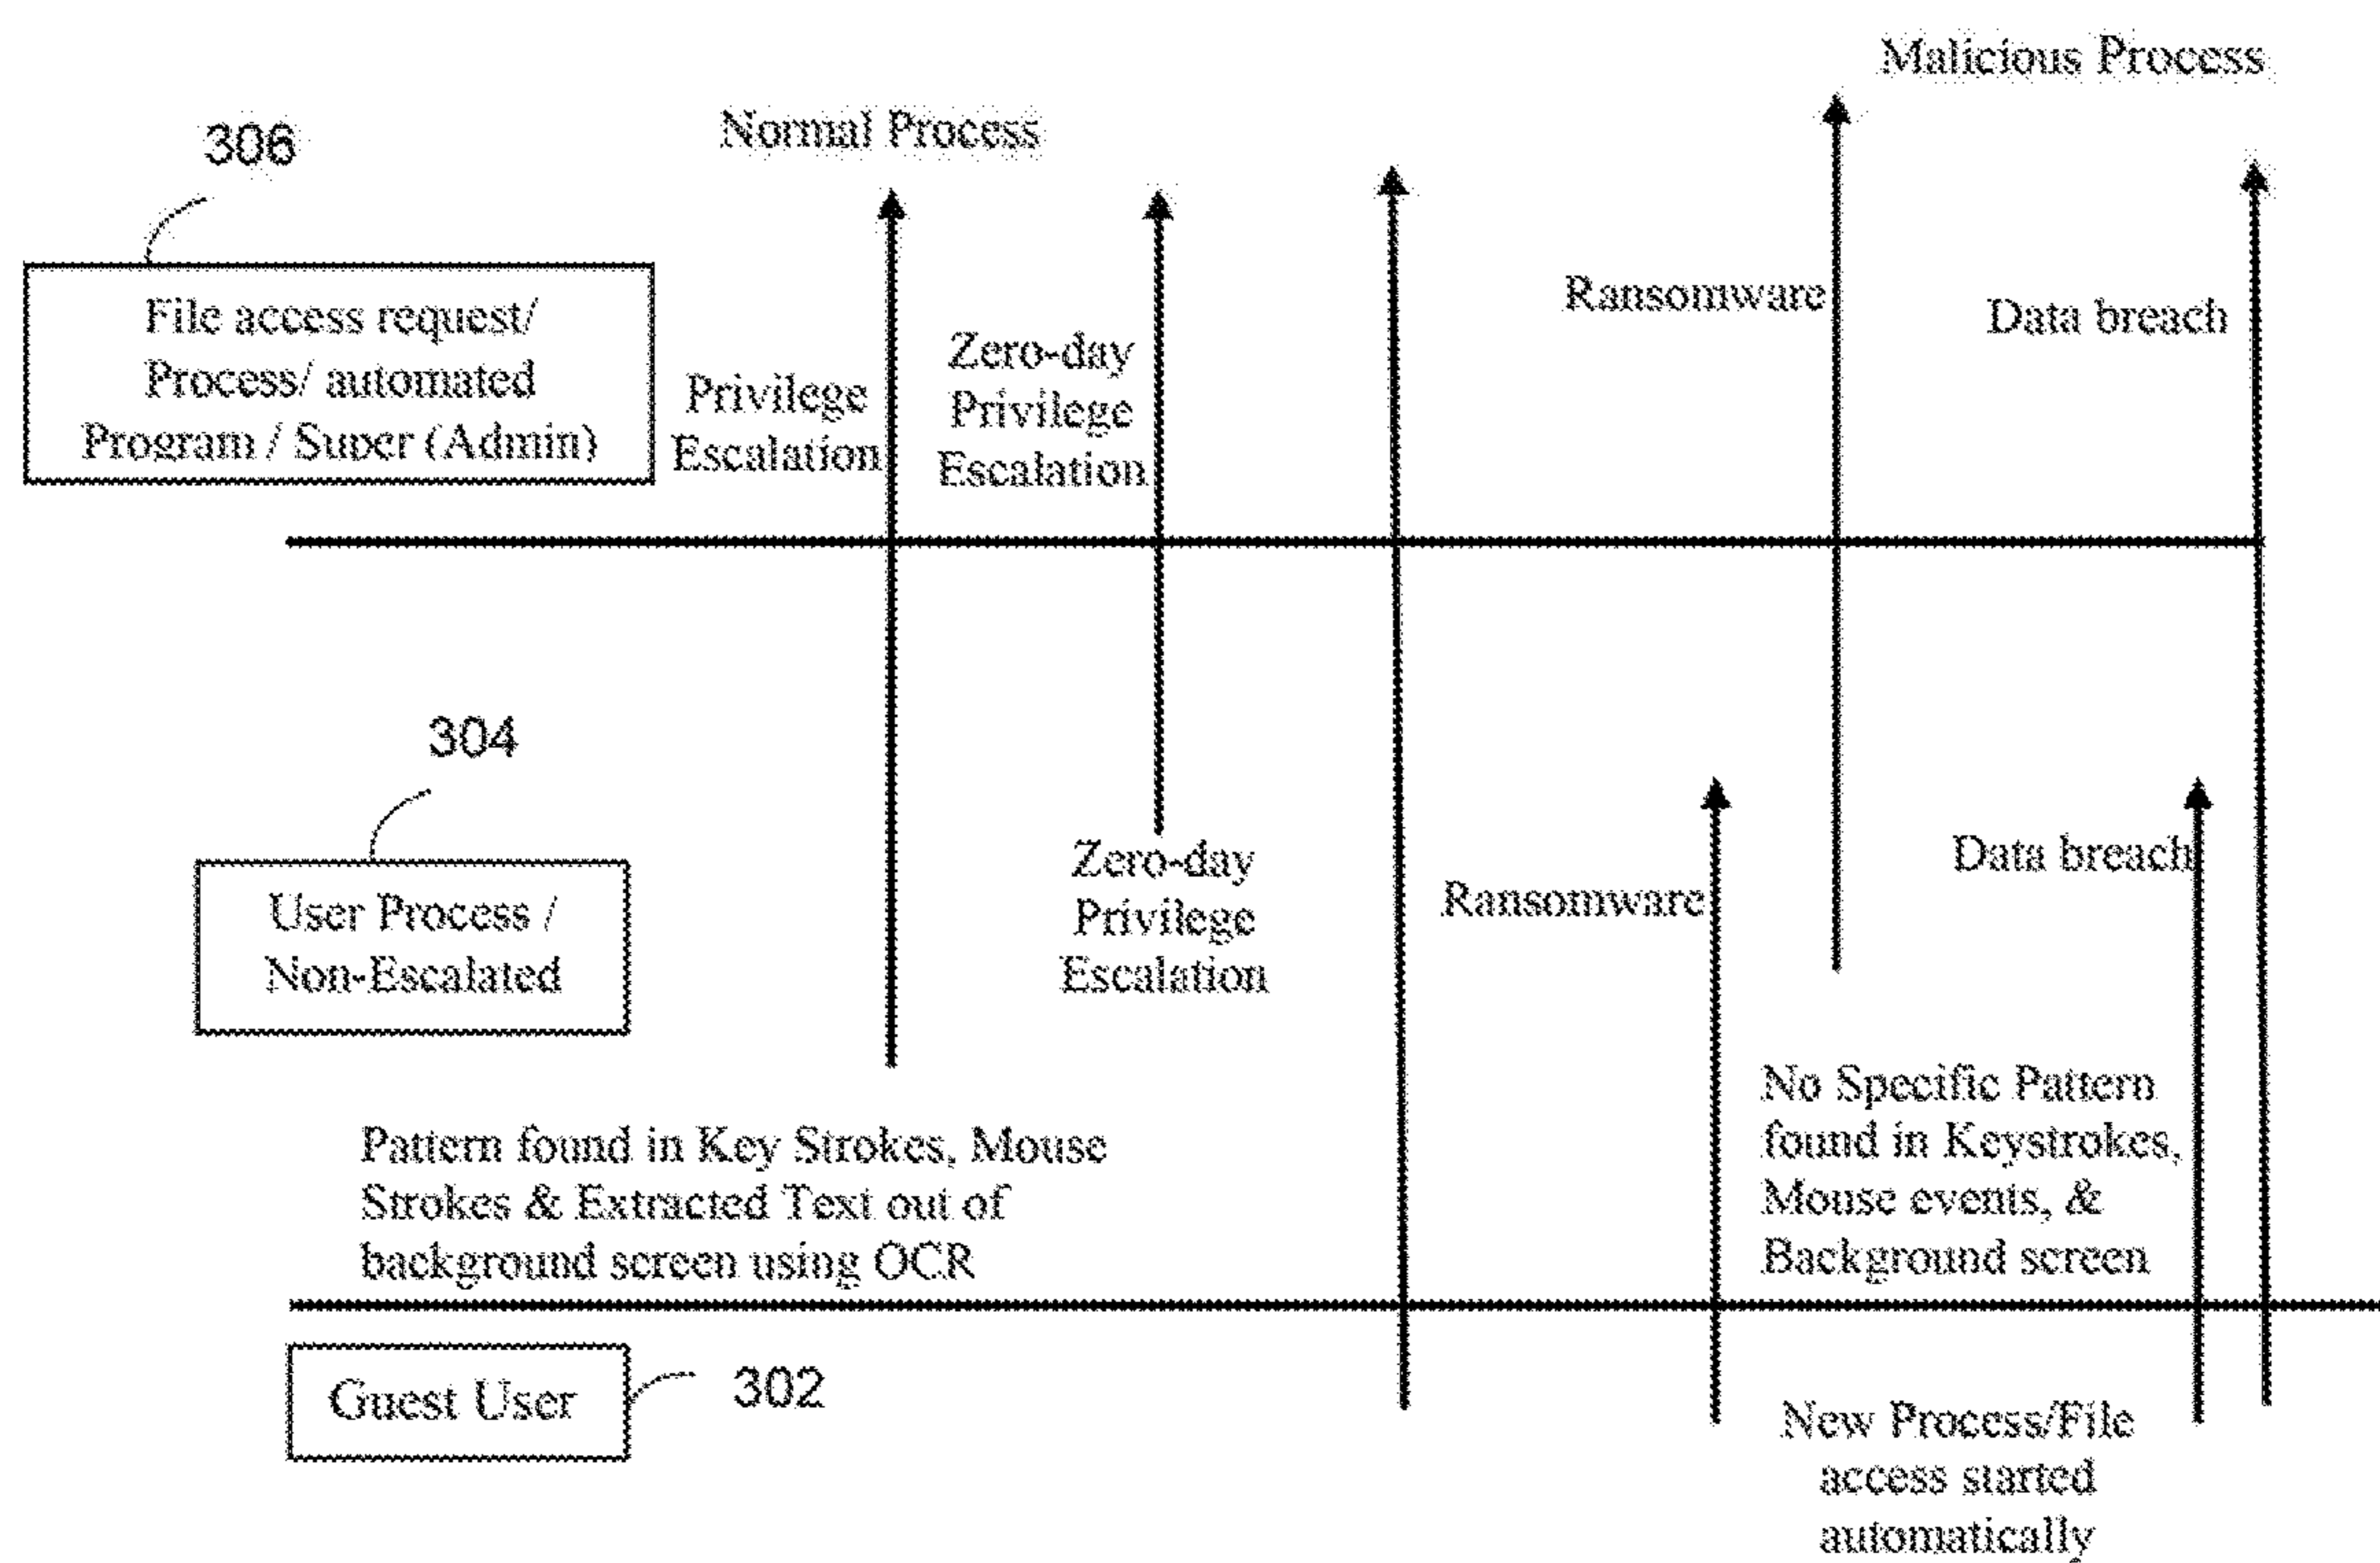 Malicious Process
Normal Process
306
File access request/
Process/ automated
Program / Super (Admin)
Privilege
Escalation
Zero-day
Privilege
Escalation
Ransomware
Data breach
304
User Process /
Non-Escalated
Zero-day
Privilege
Escalation
Ransomware
Data breach
Pattern found in Key Strokes, Mouse
Strokes & Extracted Text out of
background screen using OCR
No Specific Pattern
found in Keystrokes,
Mouse events, &
Background screen
Guest User
302
New Process/File
access started
automatically